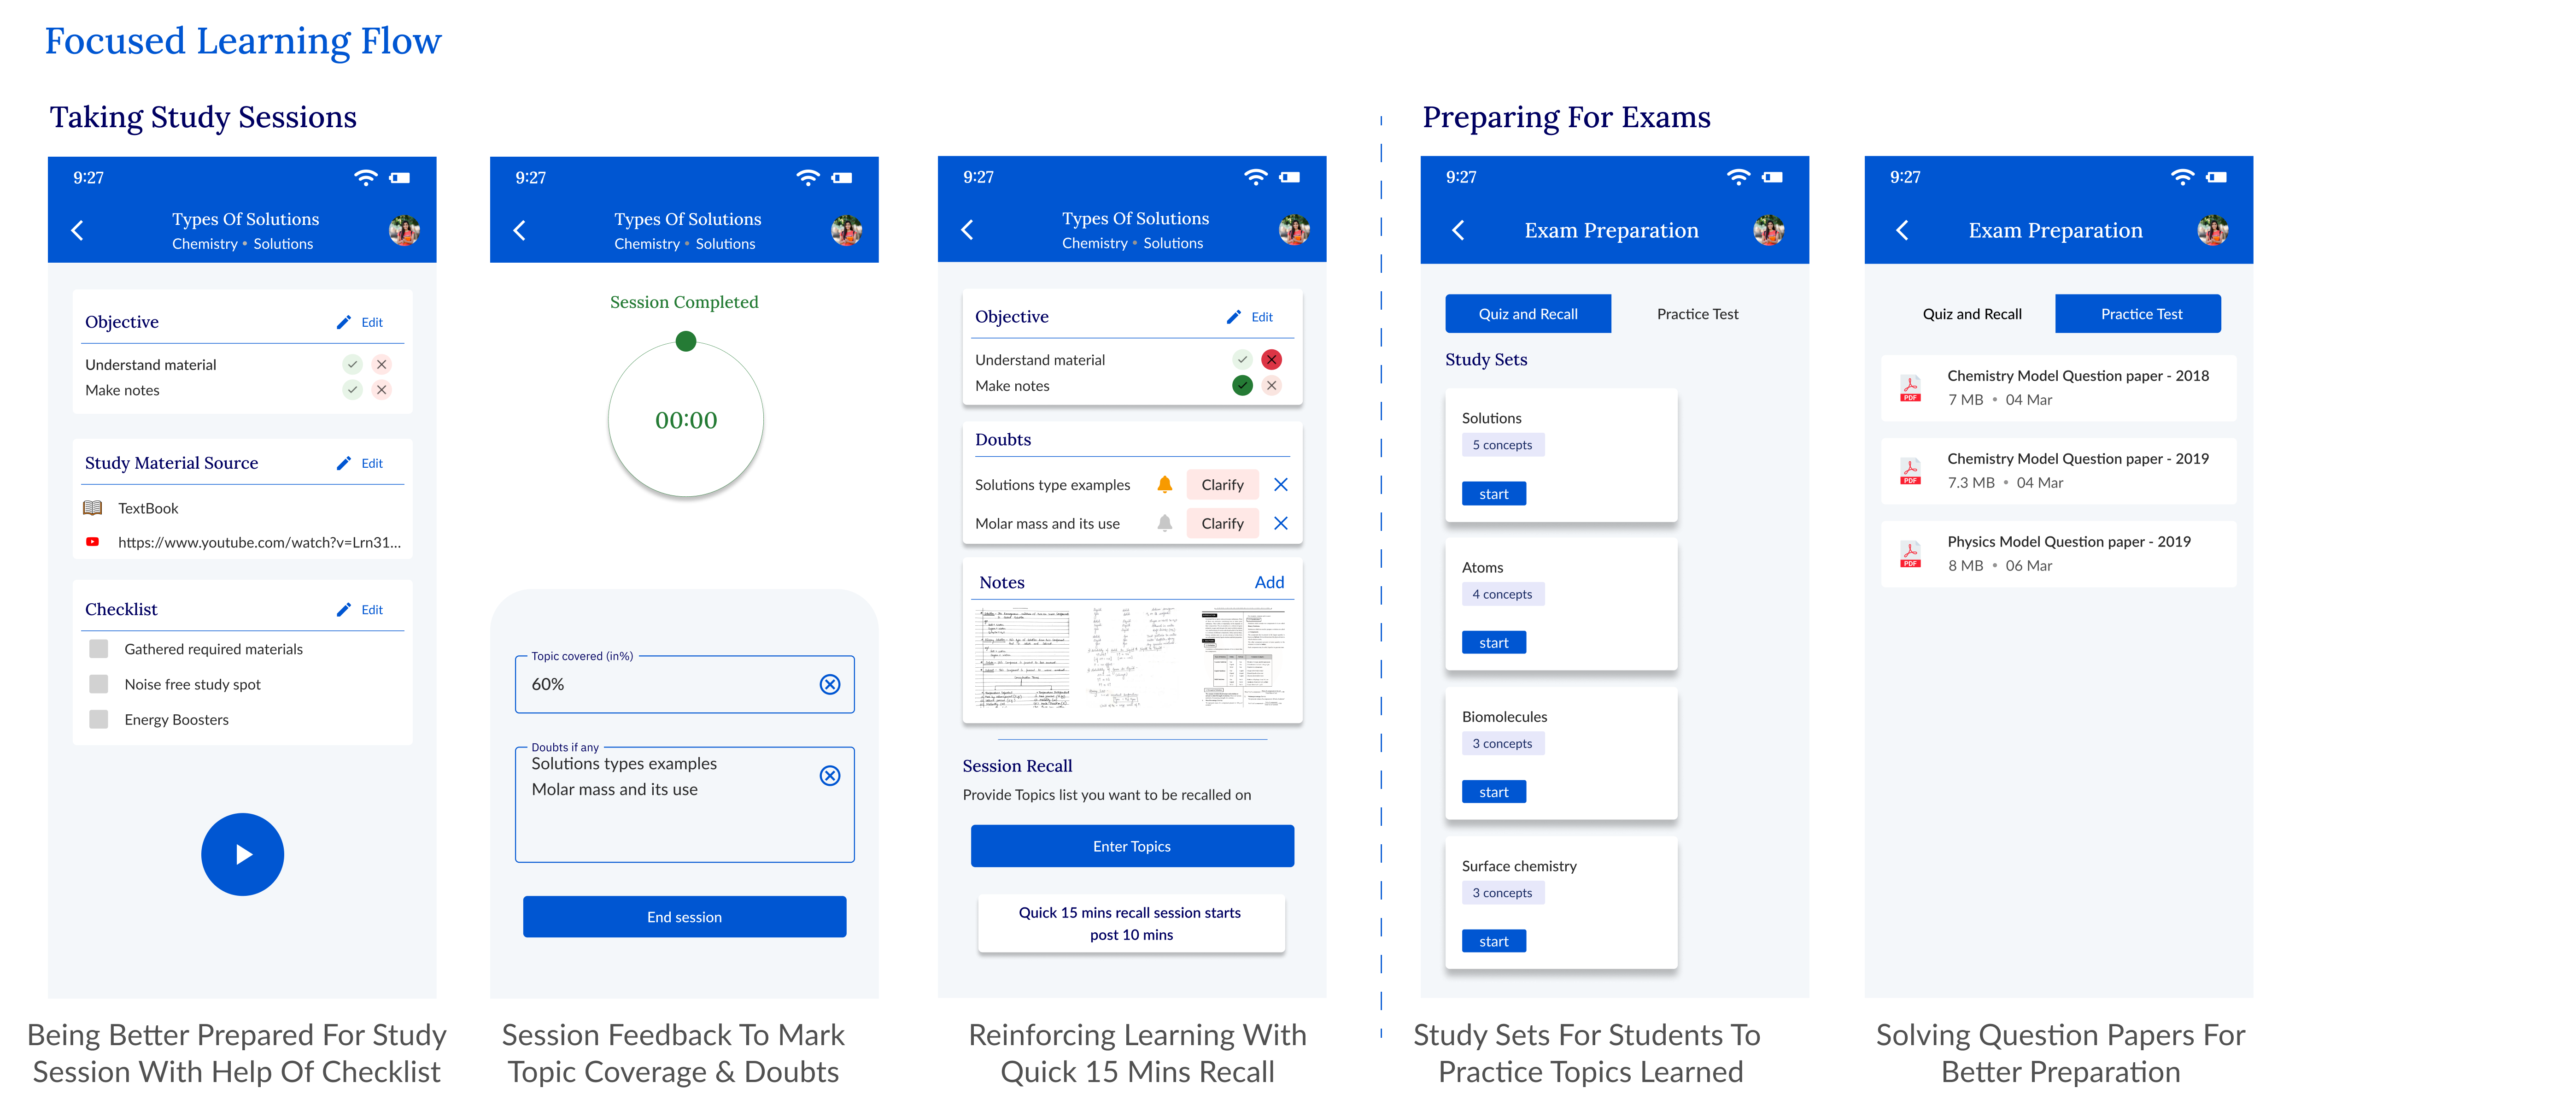 Focused Learning Flow
Taking Study Sessions
9:27
Types Of Solutions
Chemistry • Solutions
Objective
Edit
Understand material
Make notes
Study Material Source
Edit
TextBook
https://www.youtube.com/watch?v=Lrn31...
Checklist
Edit
Gathered required materials
Noise free study spot
Energy Boosters
Being Better Prepared For Study
Session With Help Of Checklist
9:27
Types Of Solutions
Chemistry • Solutions
Session Completed
00:00
Topic covered (in%)
60%
Doubts if any
Solutions types examples
Molar mass and its use
End session
Session Feedback To Mark
Topic Coverage & Doubts
9:27
Types Of Solutions
Chemistry • Solutions
Objective
Edit
Understand material
Make notes
Doubts
Solutions type examples
Clarify
Molar mass and its use
Clarify
Notes
Add
Session Recall
Provide Topics list you want to be recalled on
Enter Topics
Quick 15 mins recall session starts
post 10 mins
Reinforcing Learning With
Quick 15 Mins Recall
Preparing For Exams
9:27
Exam Preparation
Quiz and Recall
Practice Test
Study Sets
Solutions
5 concepts
start
Atoms
4 concepts
start
Biomolecules
3 concepts
start
Surface chemistry
3 concepts
start
Study Sets For Students To
Practice Topics Learned
9:27
Exam Preparation
Quiz and Recall
Practice Test
PDF
Chemistry Model Question paper - 2018
7 MB • 04 Mar
PDF
Chemistry Model Question paper - 2019
7.3 MB • 04 Mar
PDF
Physics Model Question paper - 2019
8 MB • 06 Mar
Solving Question Papers For
Better Preparation